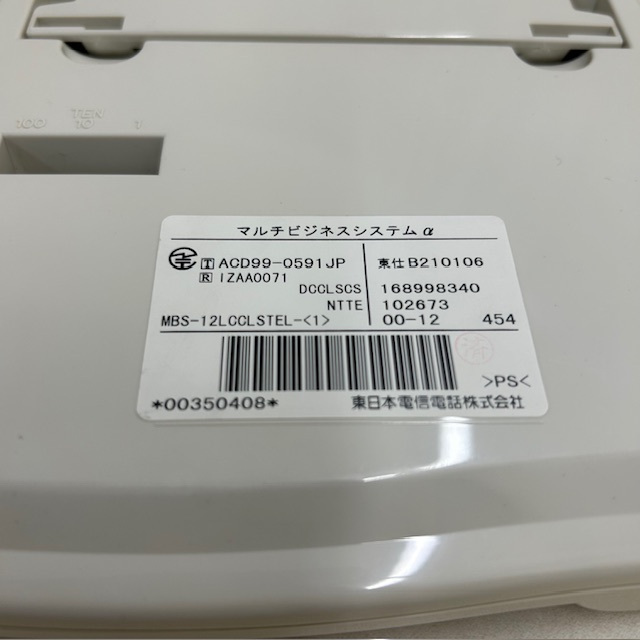 TEN
100 10 1
マルチビジネスシステムα
T ACD99-0591JP 東仕B210106
R IZAA0071
DCCLSCS 168998340
NTTE 102673
MBS-12LCCLSTEL-<1> 00-12 454
済
>PS<
*00350408* 東日本電信電話株式会社